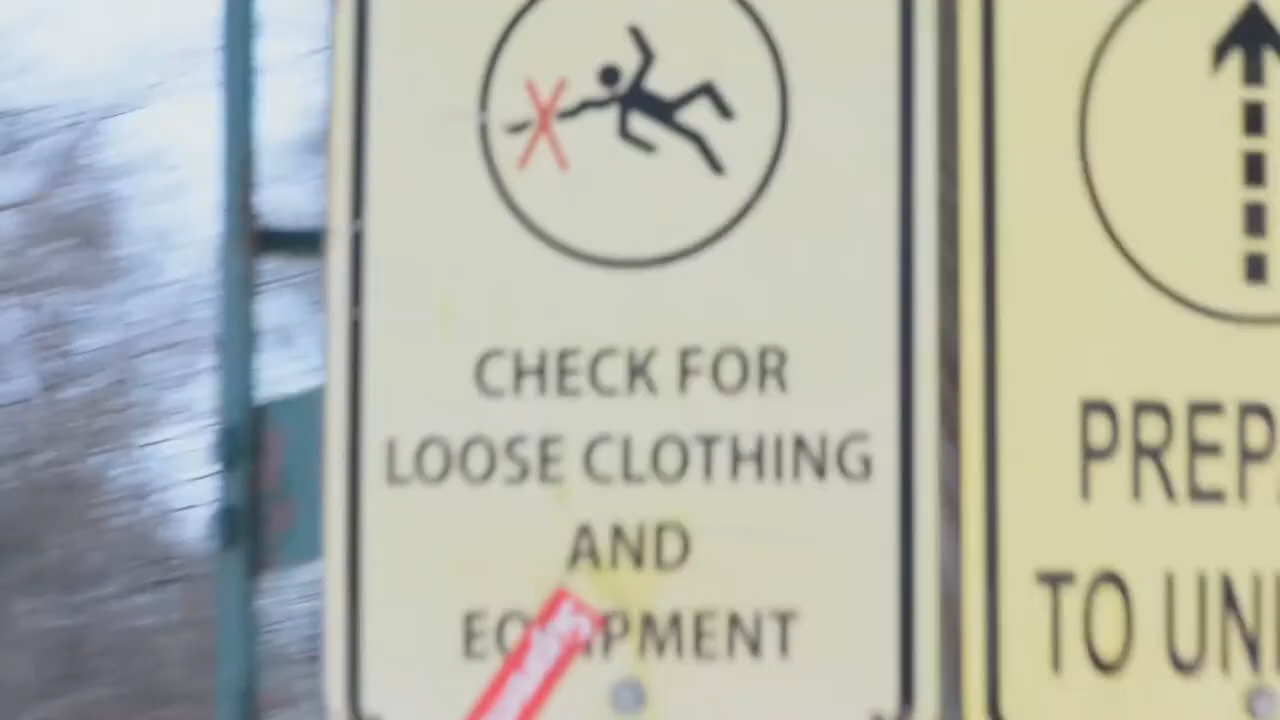 CHECK FOR
LOOSE CLOTHING
AND
EQUIPMENT
PREP
TO UN